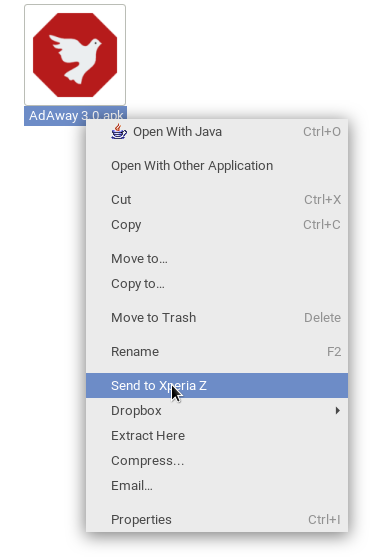 AdAway 3.0.apk
Open With Java Ctrl+O
Open With Other Application
Cut Ctrl+X
Copy Ctrl+C
Move to...
Copy to...
Move to Trash Delete
Rename F2
Send to Xperia Z
Dropbox
Extract Here
Compress...
Email...
Properties Ctrl+I